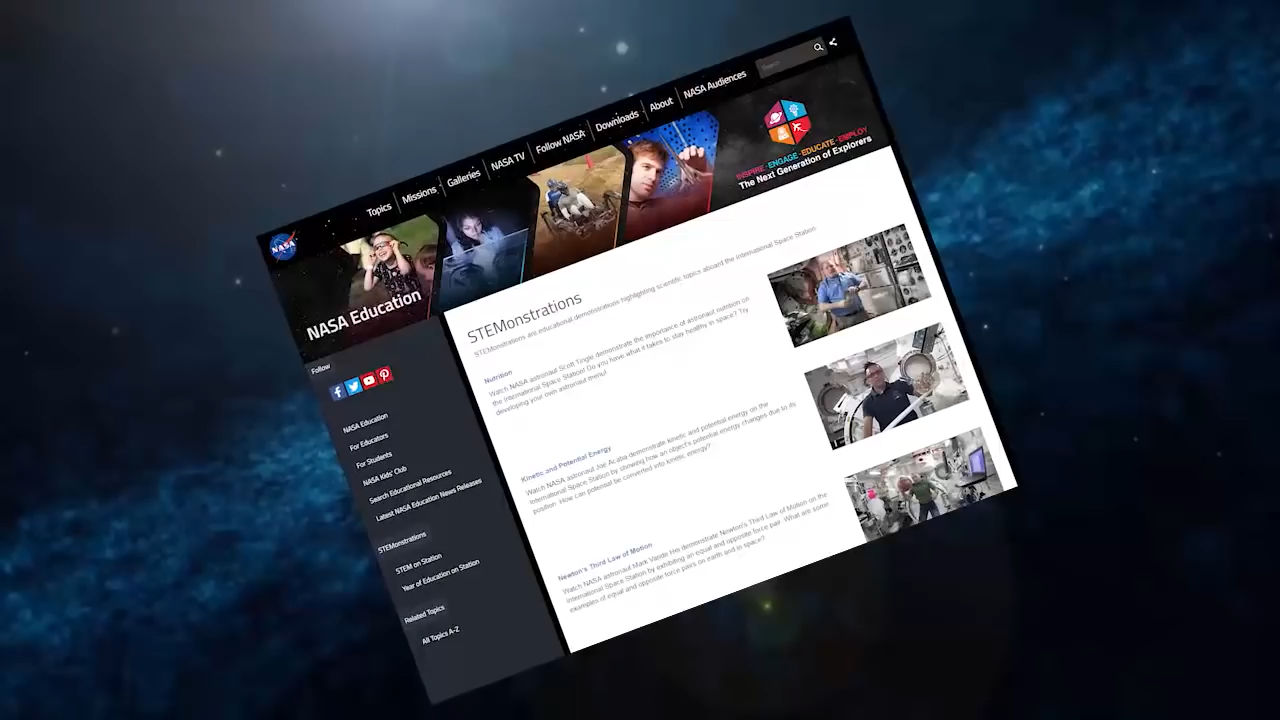 NASA
Topics
Missions
Galleries
NASA TV
Follow NASA
Downloads
About
NASA Audiences
NASA Education
INSPIRE · ENGAGE · EDUCATE · EMPLOY
The Next Generation of Explorers
Follow
NASA Education
For Educators
For Students
NASA Kids' Club
Search Educational Resources
Latest NASA Education News Releases
STEMonstrations
STEM on Station
Year of Education on Station
Related Topics
All Topics A-Z
STEMonstrations
STEMonstrations are educational demonstrations highlighting scientific topics aboard the International Space Station
Nutrition
Watch NASA astronaut Scott Tingle demonstrate the importance of astronaut nutrition on
the International Space Station! Do you have what it takes to stay healthy in space? Try
developing your own astronaut menu!
Kinetic and Potential Energy
Watch NASA astronaut Joe Acaba demonstrate kinetic and potential energy on the
International Space Station by showing how an object's potential energy changes due to its
position. How can potential be converted into kinetic energy?
Newton's Third Law of Motion
Watch NASA astronaut Mark Vande Hei demonstrate Newton's Third Law of Motion on the
International Space Station by exhibiting an equal and opposite force pair. What are some
examples of equal and opposite force pairs on earth and in space?